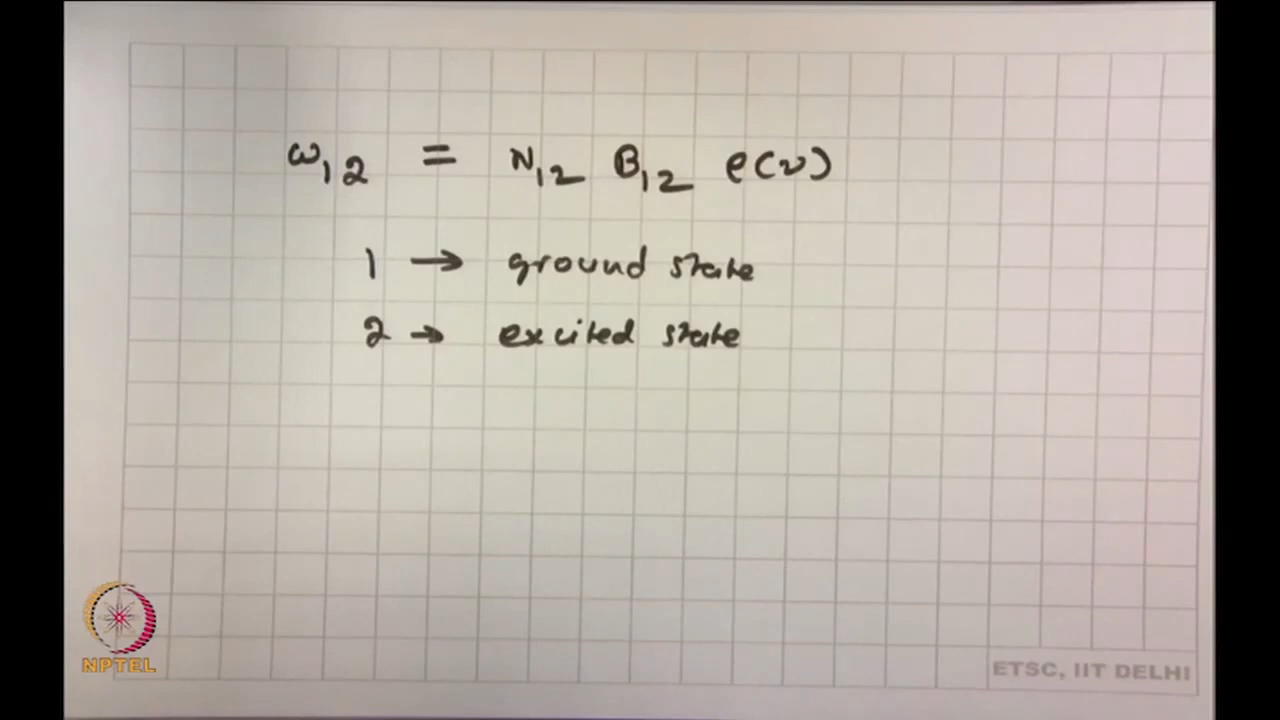 ω₁₂ = N₁₂ B₁₂ ρ(ν)
1 → ground state
2 → excited state
NPTEL
ETSC, IIT DELHI